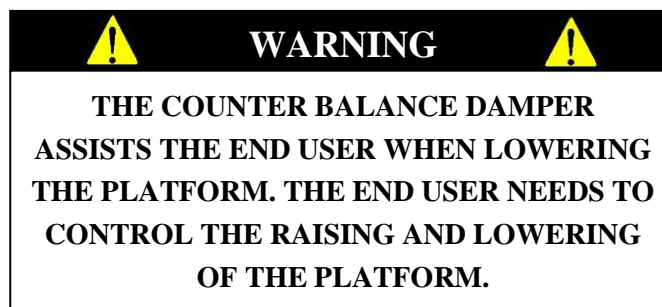 WARNING
THE COUNTER BALANCE DAMPER
ASSISTS THE END USER WHEN LOWERING
THE PLATFORM. THE END USER NEEDS TO
CONTROL THE RAISING AND LOWERING
OF THE PLATFORM.